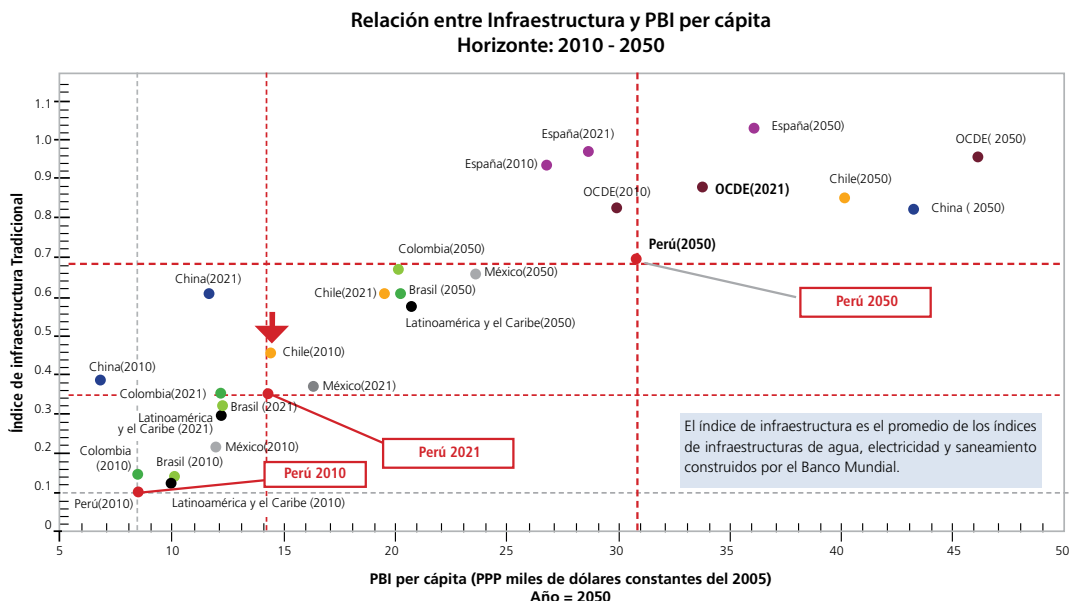 Relación entre Infraestructura y PBI per cápita
Horizonte: 2010 - 2050
Índice de infraestructura Tradicional
1.1
1.0
0.9
0.8
0.7
0.6
0.5
0.4
0.3
0.2
0.1
0
España(2021)
España(2050)
España(2010)
OCDE( 2050)
OCDE(2010)
OCDE(2021)
Chile(2050)
China ( 2050)
Perú(2050)
Colombia(2050)
México(2050)
China(2021)
Chile(2021)
Brasil (2050)
Perú 2050
Latinoamérica y el Caribe(2050)
Chile(2010)
China(2010)
México(2021)
Colombia(2021)
Brasil (2021)
Latinoamérica
y el Caribe (2021)
El índice de infraestructura es el promedio de los índices
de infraestructuras de agua, electricidad y saneamiento
construidos por el Banco Mundial.
México(2010)
Perú 2021
Colombia
(2010)
Brasil (2010)
Perú 2010
Perú(2010)
Latinoamérica y el Caribe (2010)
5
10
15
20
25
30
35
40
45
50
PBI per cápita (PPP miles de dólares constantes del 2005)
Año = 2050